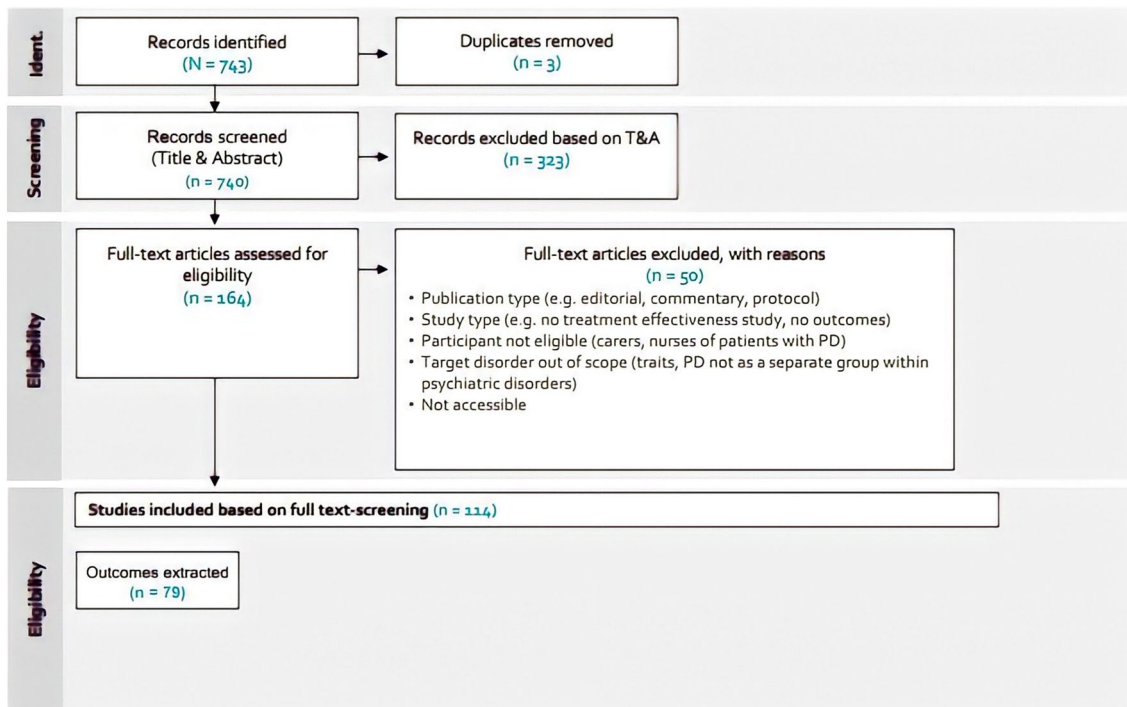 Ident.
Records identified
(N = 743)
Duplicates removed
(n = 3)
Screening
Records screened
(Title & Abstract)
(n = 740)
Records excluded based on T&A
(n = 323)
Eligibility
Full-text articles assessed for
eligibility
(n = 164)
Full-text articles excluded, with reasons
(n = 50)
• Publication type (e.g. editorial, commentary, protocol)
• Study type (e.g. no treatment effectiveness study, no outcomes)
• Participant not eligible (carers, nurses of patients with PD)
• Target disorder out of scope (traits, PD not as a separate group within
psychiatric disorders)
• Not accessible
Eligibility
Studies included based on full text-screening (n = 114)
Outcomes extracted
(n = 79)